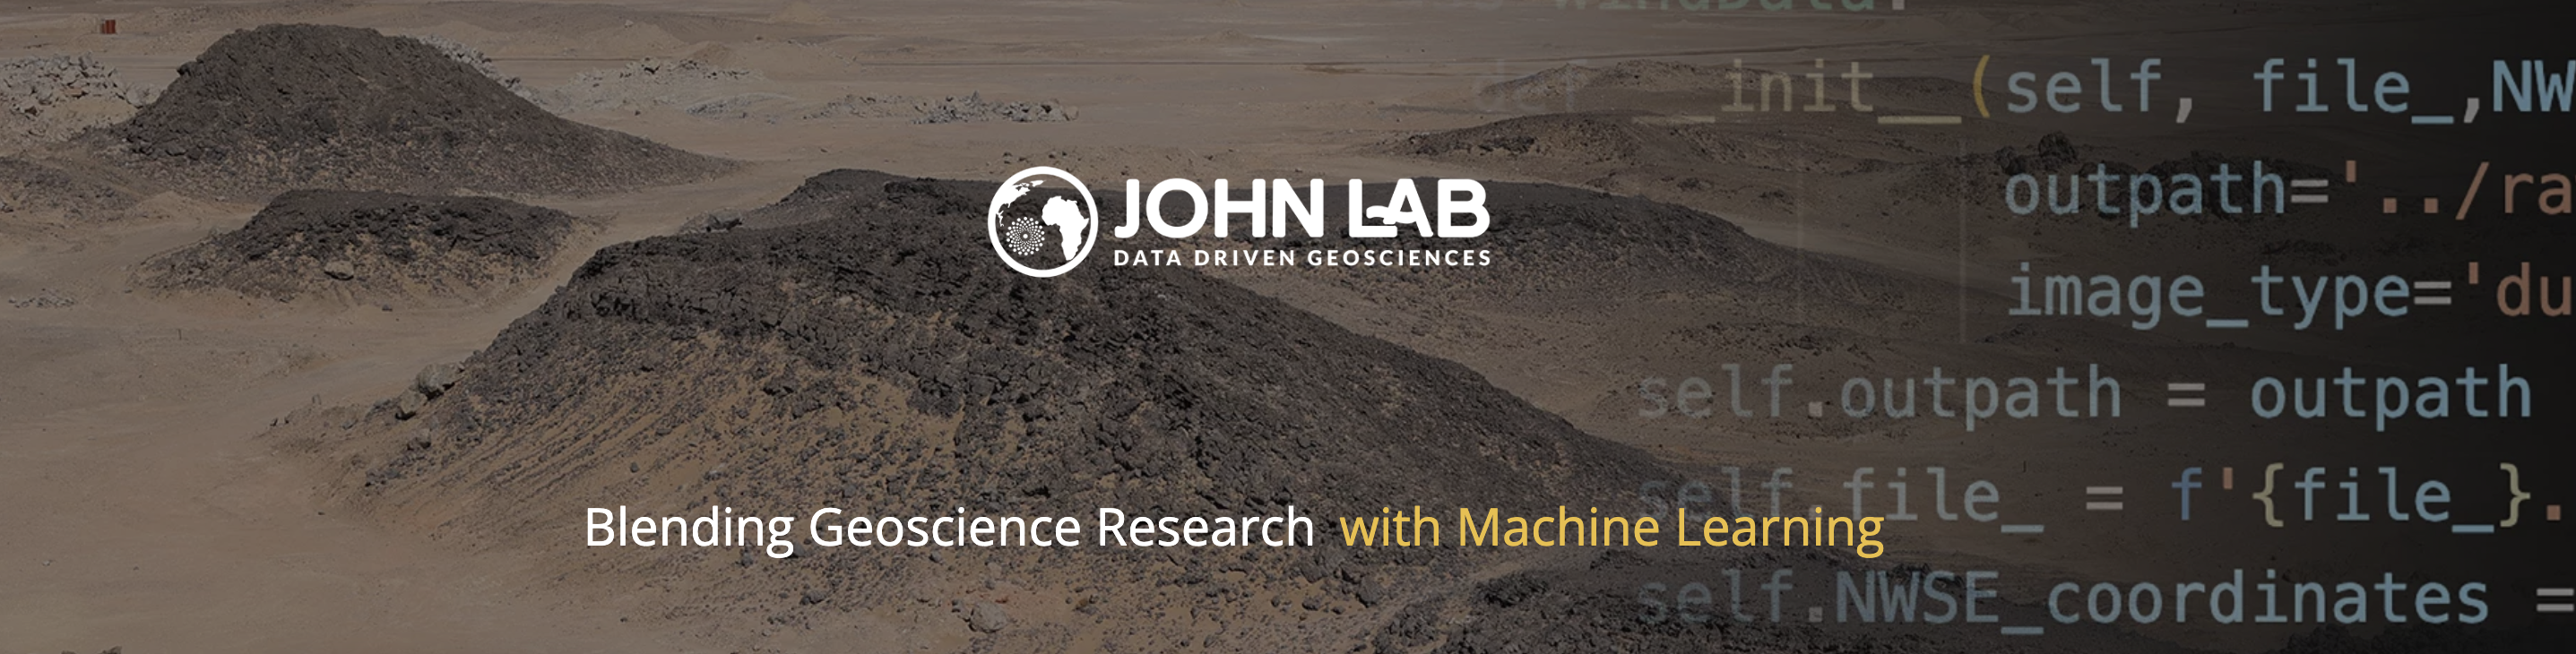 def __init__(self, file_,NW
JOHN LAB
DATA DRIVEN GEOSCIENCES
outpath='../ra
image_type='du
self.outpath = outpath
self.file_ = f'{file_}.
Blending Geoscience Research with Machine Learning
self.NWSE_coordinates =